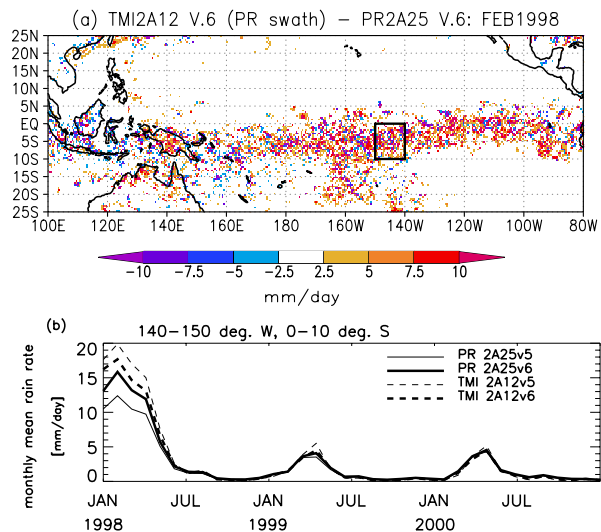 (a) TMI2A12 V.6 (PR swath) – PR2A25 V.6: FEB1998
25N
20N
15N
10N
5N
EQ
5S
10S
15S
20S
25S
100E 120E 140E 160E 180 160W 140W 120W 100W 80W
−10 −7.5 −5 −2.5 2.5 5 7.5 10
mm/day
(b) 140–150 deg. W, 0–10 deg. S
monthly mean rain rate
[mm/day]
20
15
10
5
0
PR 2A25v5
PR 2A25v6
TMI 2A12v5
TMI 2A12v6
JAN JUL JAN JUL JAN JUL
1998 1999 2000